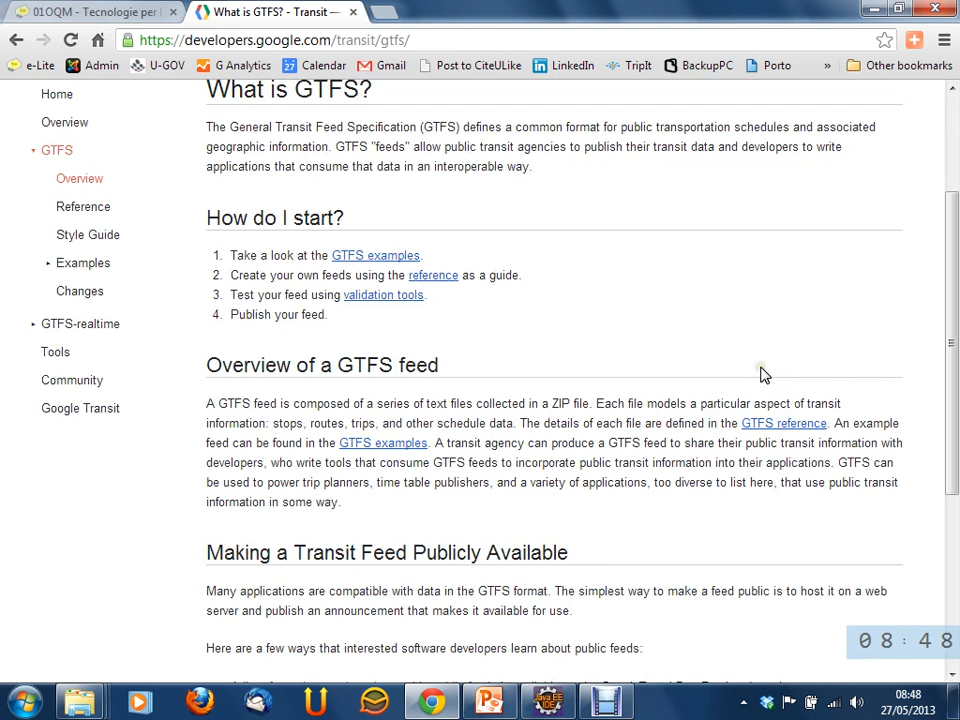 01OQM - Tecnologie per
What is GTFS? - Transit —
https://developers.google.com/transit/gtfs/
e-Lite
Admin
U-GOV
G Analytics
Calendar
Gmail
Post to CiteULike
LinkedIn
TripIt
BackupPC
Porto
»
Other bookmarks
Home
Overview
GTFS
Overview
Reference
Style Guide
Examples
Changes
GTFS-realtime
Tools
Community
Google Transit
What is GTFS?
The General Transit Feed Specification (GTFS) defines a common format for public transportation schedules and associated
geographic information. GTFS "feeds" allow public transit agencies to publish their transit data and developers to write
applications that consume that data in an interoperable way.
How do I start?
1. Take a look at the GTFS examples.
2. Create your own feeds using the reference as a guide.
3. Test your feed using validation tools.
4. Publish your feed.
Overview of a GTFS feed
A GTFS feed is composed of a series of text files collected in a ZIP file. Each file models a particular aspect of transit
information: stops, routes, trips, and other schedule data. The details of each file are defined in the GTFS reference. An example
feed can be found in the GTFS examples. A transit agency can produce a GTFS feed to share their public transit information with
developers, who write tools that consume GTFS feeds to incorporate public transit information into their applications. GTFS can
be used to power trip planners, time table publishers, and a variety of applications, too diverse to list here, that use public transit
information in some way.
Making a Transit Feed Publicly Available
Many applications are compatible with data in the GTFS format. The simplest way to make a feed public is to host it on a web
server and publish an announcement that makes it available for use.
Here are a few ways that interested software developers learn about public feeds:
08:48
Java EE
IDE
08:48
27/05/2013